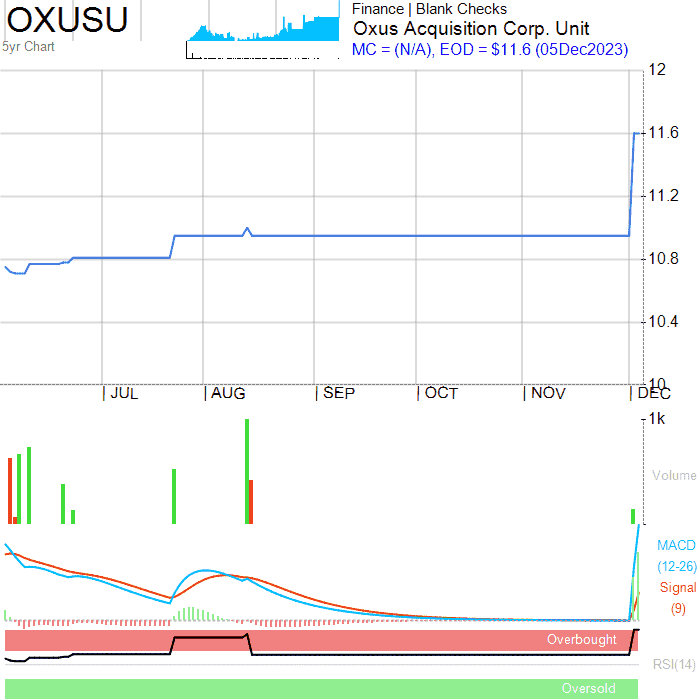 OXUSU
5yr Chart
Finance | Blank Checks
Oxus Acquisition Corp. Unit
MC = (N/A), EOD = $11.6 (05Dec2023)
12
11.6
11.2
10.8
10.4
10
| JUL | AUG | SEP | OCT | NOV | DEC
1k
Volume
MACD
(12-26)
Signal
(9)
Overbought
RSI(14)
Oversold